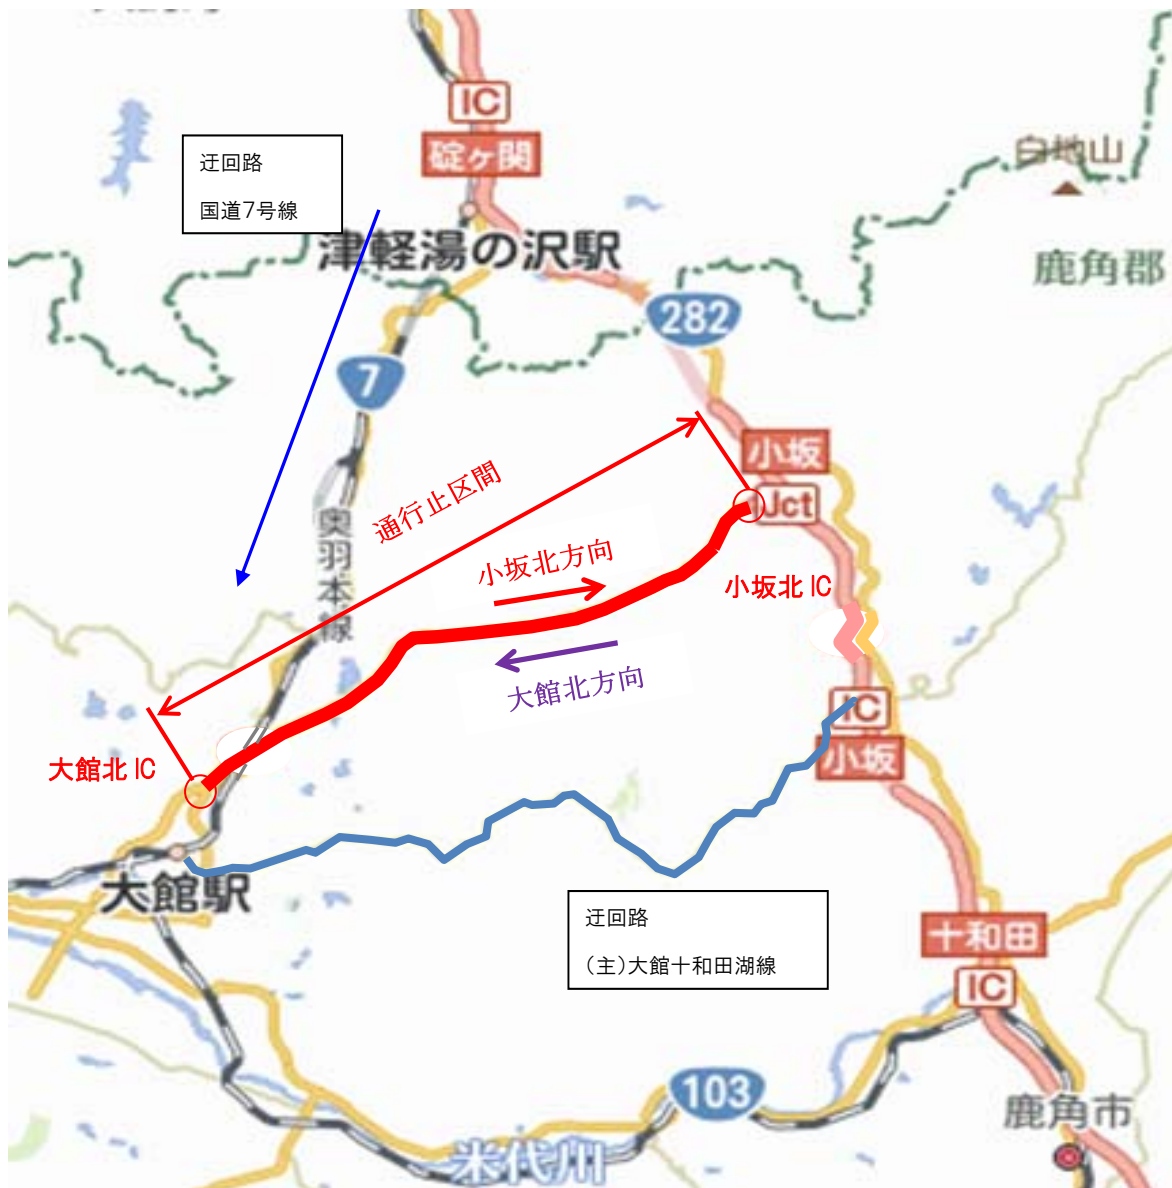 IC
碇ヶ関
迂回路
国道7号線
白地山
津軽湯の沢駅
鹿角郡
282
7
小坂
Jct
通行止区間
奥羽本線
小坂北方向
小坂北 IC
大館北方向
IC
小坂
大館北 IC
大館駅
迂回路
(主)大館十和田湖線
十和田
IC
103
鹿角市
米代川